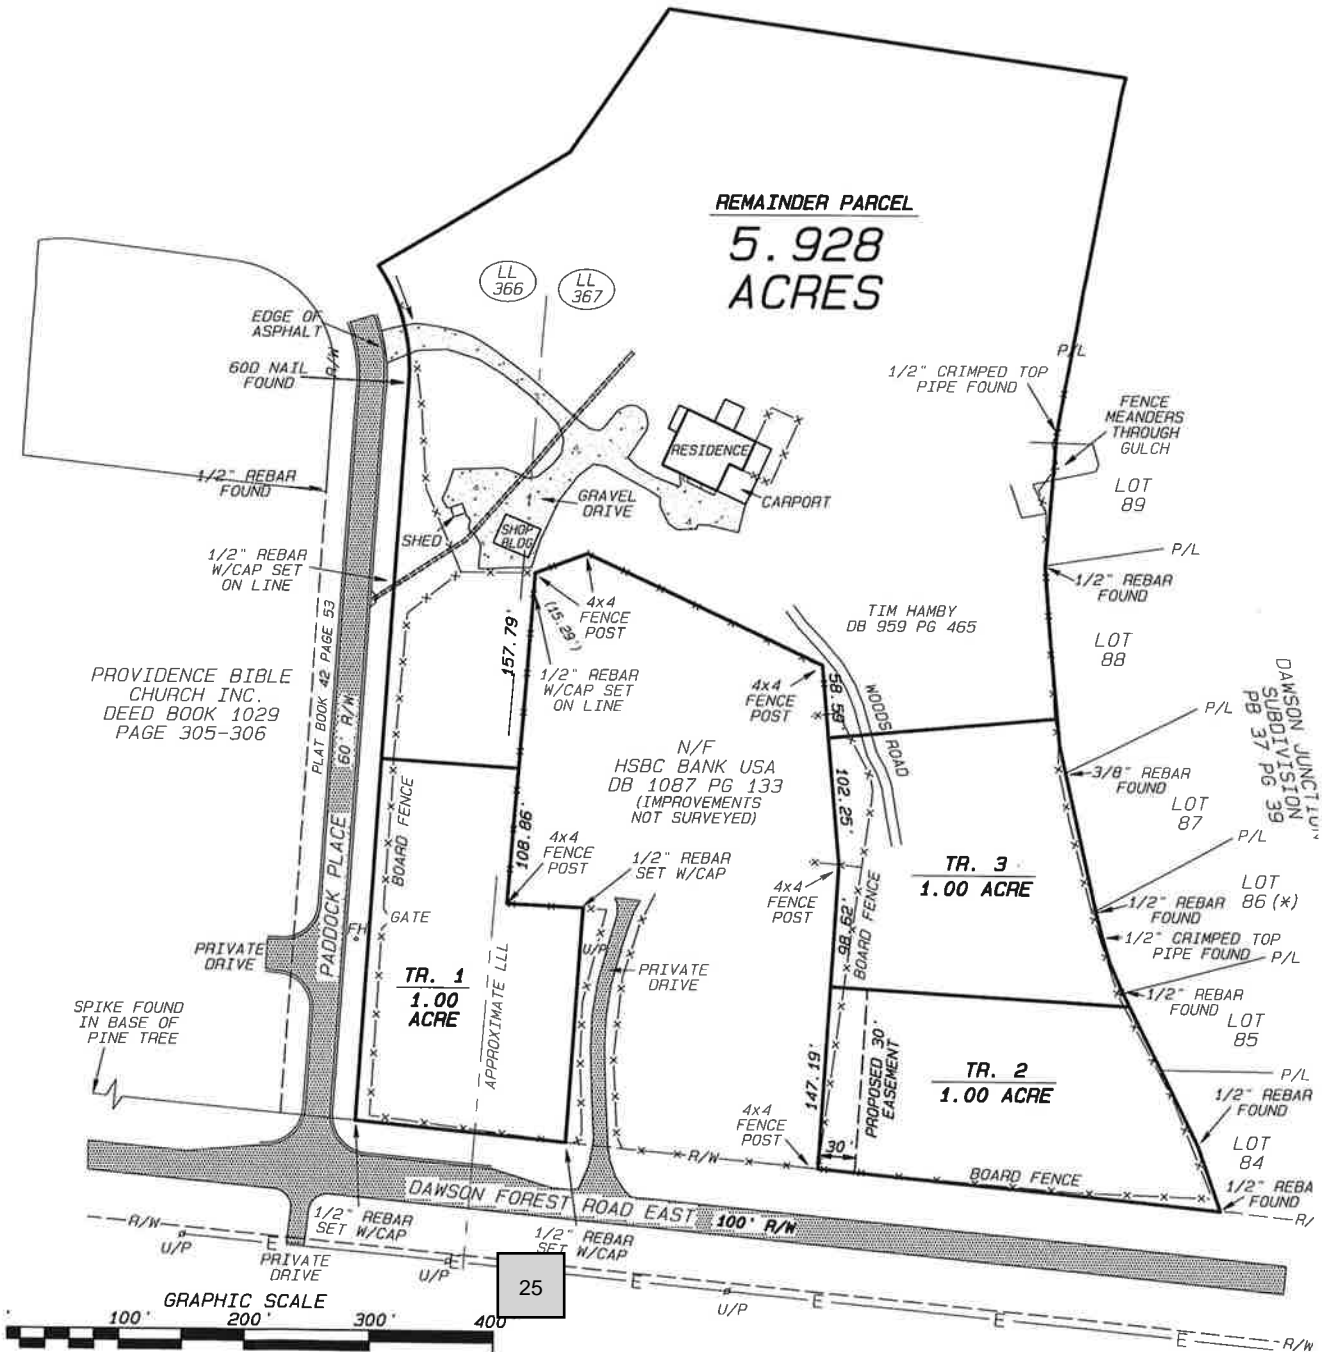 REMAINDER PARCEL
5.928
ACRES
LL
366
LL
367
EDGE OF
ASPHALT
R/W
60D NAIL
FOUND
P/L
1/2" CRIMPED TOP
PIPE FOUND
FENCE
MEANDERS
THROUGH
GULCH
RESIDENCE
1/2" REBAR
FOUND
LOT
89
GRAVEL
DRIVE
CARPORT
SHED
SHOP
BLDG
1/2" REBAR
W/CAP SET
ON LINE
P/L
1/2" REBAR
FOUND
4x4
FENCE
POST
(15.29')
TIM HAMBY
DB 959 PG 465
157.79'
LOT
88
PLAT BOOK 42 PAGE 53
1/2" REBAR
W/CAP SET
ON LINE
PROVIDENCE BIBLE
CHURCH INC.
DEED BOOK 1029
PAGE 305-306
4x4
FENCE
POST
58.59'
WOODS ROAD
60' R/W
P/L
DAWSON JUNCTION
SUBDIVISION
PB 37 PG 39
N/F
HSBC BANK USA
DB 1087 PG 133
(IMPROVEMENTS
NOT SURVEYED)
102.25'
3/8" REBAR
FOUND
LOT
87
BOARD FENCE
108.86'
4x4
FENCE
POST
1/2" REBAR
SET W/CAP
P/L
TR. 3
1.00 ACRE
4x4
FENCE
POST
LOT
86 (*)
PADDOCK PLACE
FH
GATE
1/2" REBAR
FOUND
98.62'
BOARD FENCE
1/2" CRIMPED TOP
PIPE FOUND
P/L
PRIVATE
DRIVE
U/P
PRIVATE
DRIVE
TR. 1
1.00
ACRE
APPROXIMATE LLL
1/2" REBAR
FOUND
SPIKE FOUND
IN BASE OF
PINE TREE
LOT
85
TR. 2
1.00 ACRE
147.19'
PROPOSED 30'
EASEMENT
P/L
1/2" REBAR
FOUND
4x4
FENCE
POST
30'
LOT
84
R/W
BOARD FENCE
1/2" REBA
FOUND
DAWSON FOREST ROAD EAST 100' R/W
R/
R/W
1/2" REBAR
SET W/CAP
1/2" REBAR
SET W/CAP
U/P
E
PRIVATE
DRIVE
E
U/P
25
E
U/P
E
E
E
R/W
GRAPHIC SCALE
100' 200' 300' 400'